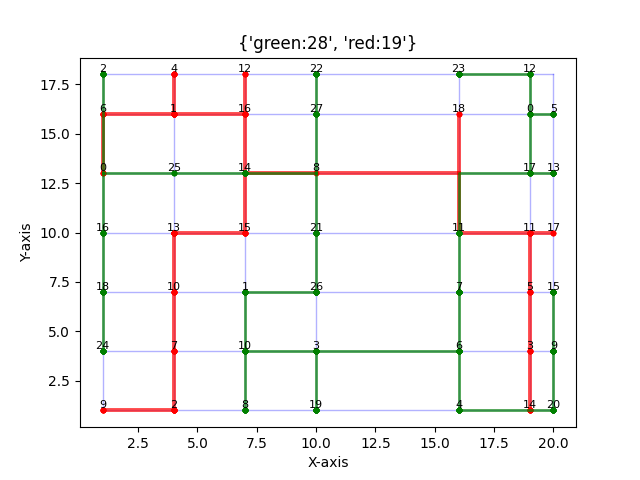 {'green:28', 'red:19'}
2 4 12 22 23 12
17.5
6 1 16 27 18 0 5
15.0
0 25 14 8 17 13
12.5
16 13 15 21 11 11 17
10.0
18 10 1 26 7 5 15
7.5
5.0
24 7 10 3 6 3 9
2.5
9 2 8 19 4 14 20
Y-axis
2.5 5.0 7.5 10.0 12.5 15.0 17.5 20.0
X-axis